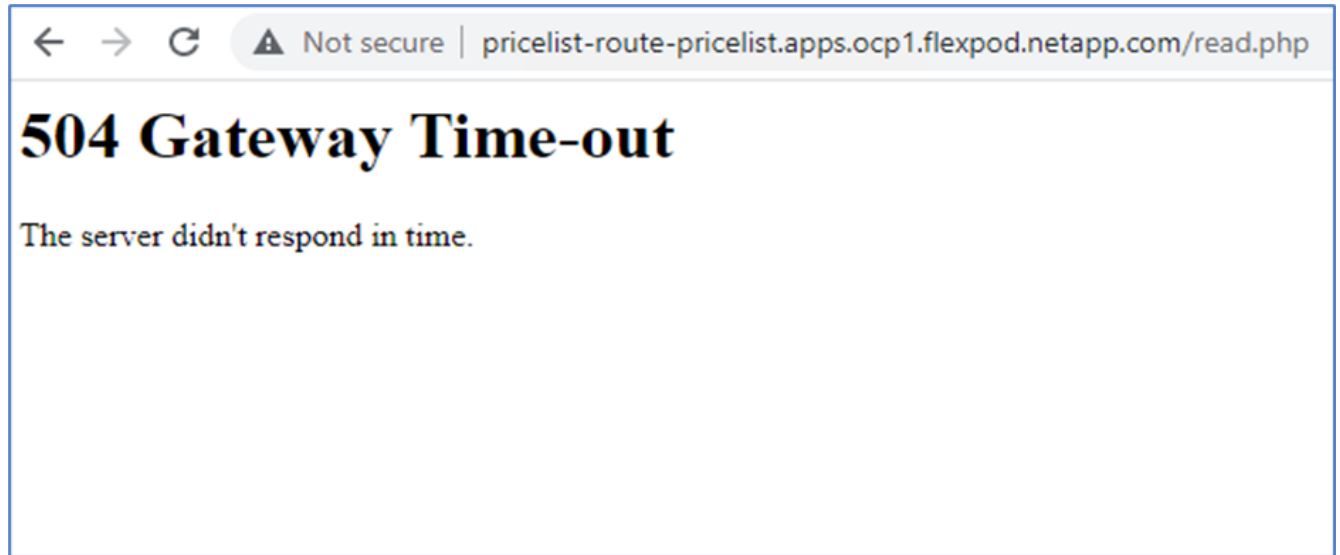 Not secure | pricelist-route-pricelist.apps.ocp1.flexpod.netapp.com/read.php
504 Gateway Time-out
The server didn't respond in time.